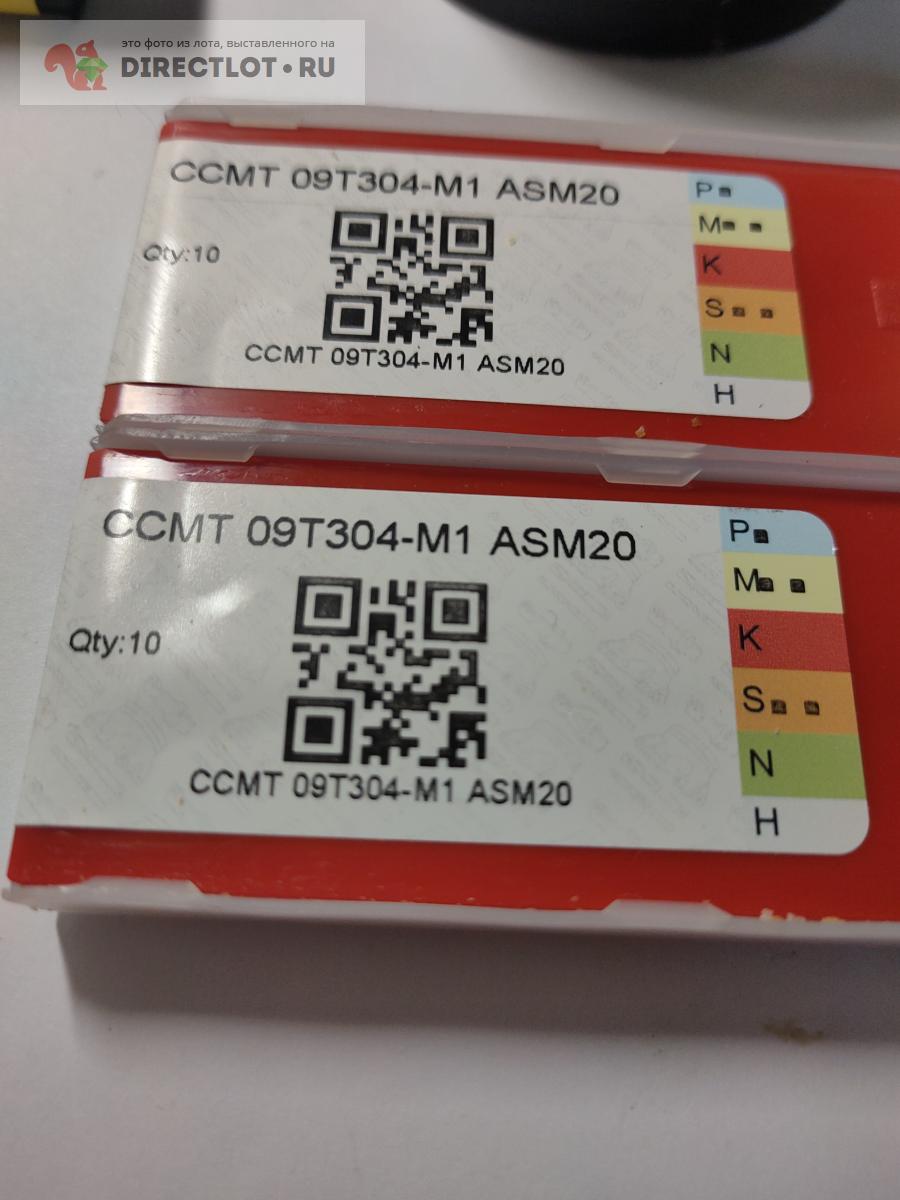 это фото из лота, выставленного на
DIRECTLOT•RU
CCMT 09T304-M1 ASM20
Qty:10
CCMT 09T304-M1 ASM20
P
M
K
S
N
H
CCMT 09T304-M1 ASM20
Qty:10
CCMT 09T304-M1 ASM20
P
M
K
S
N
H